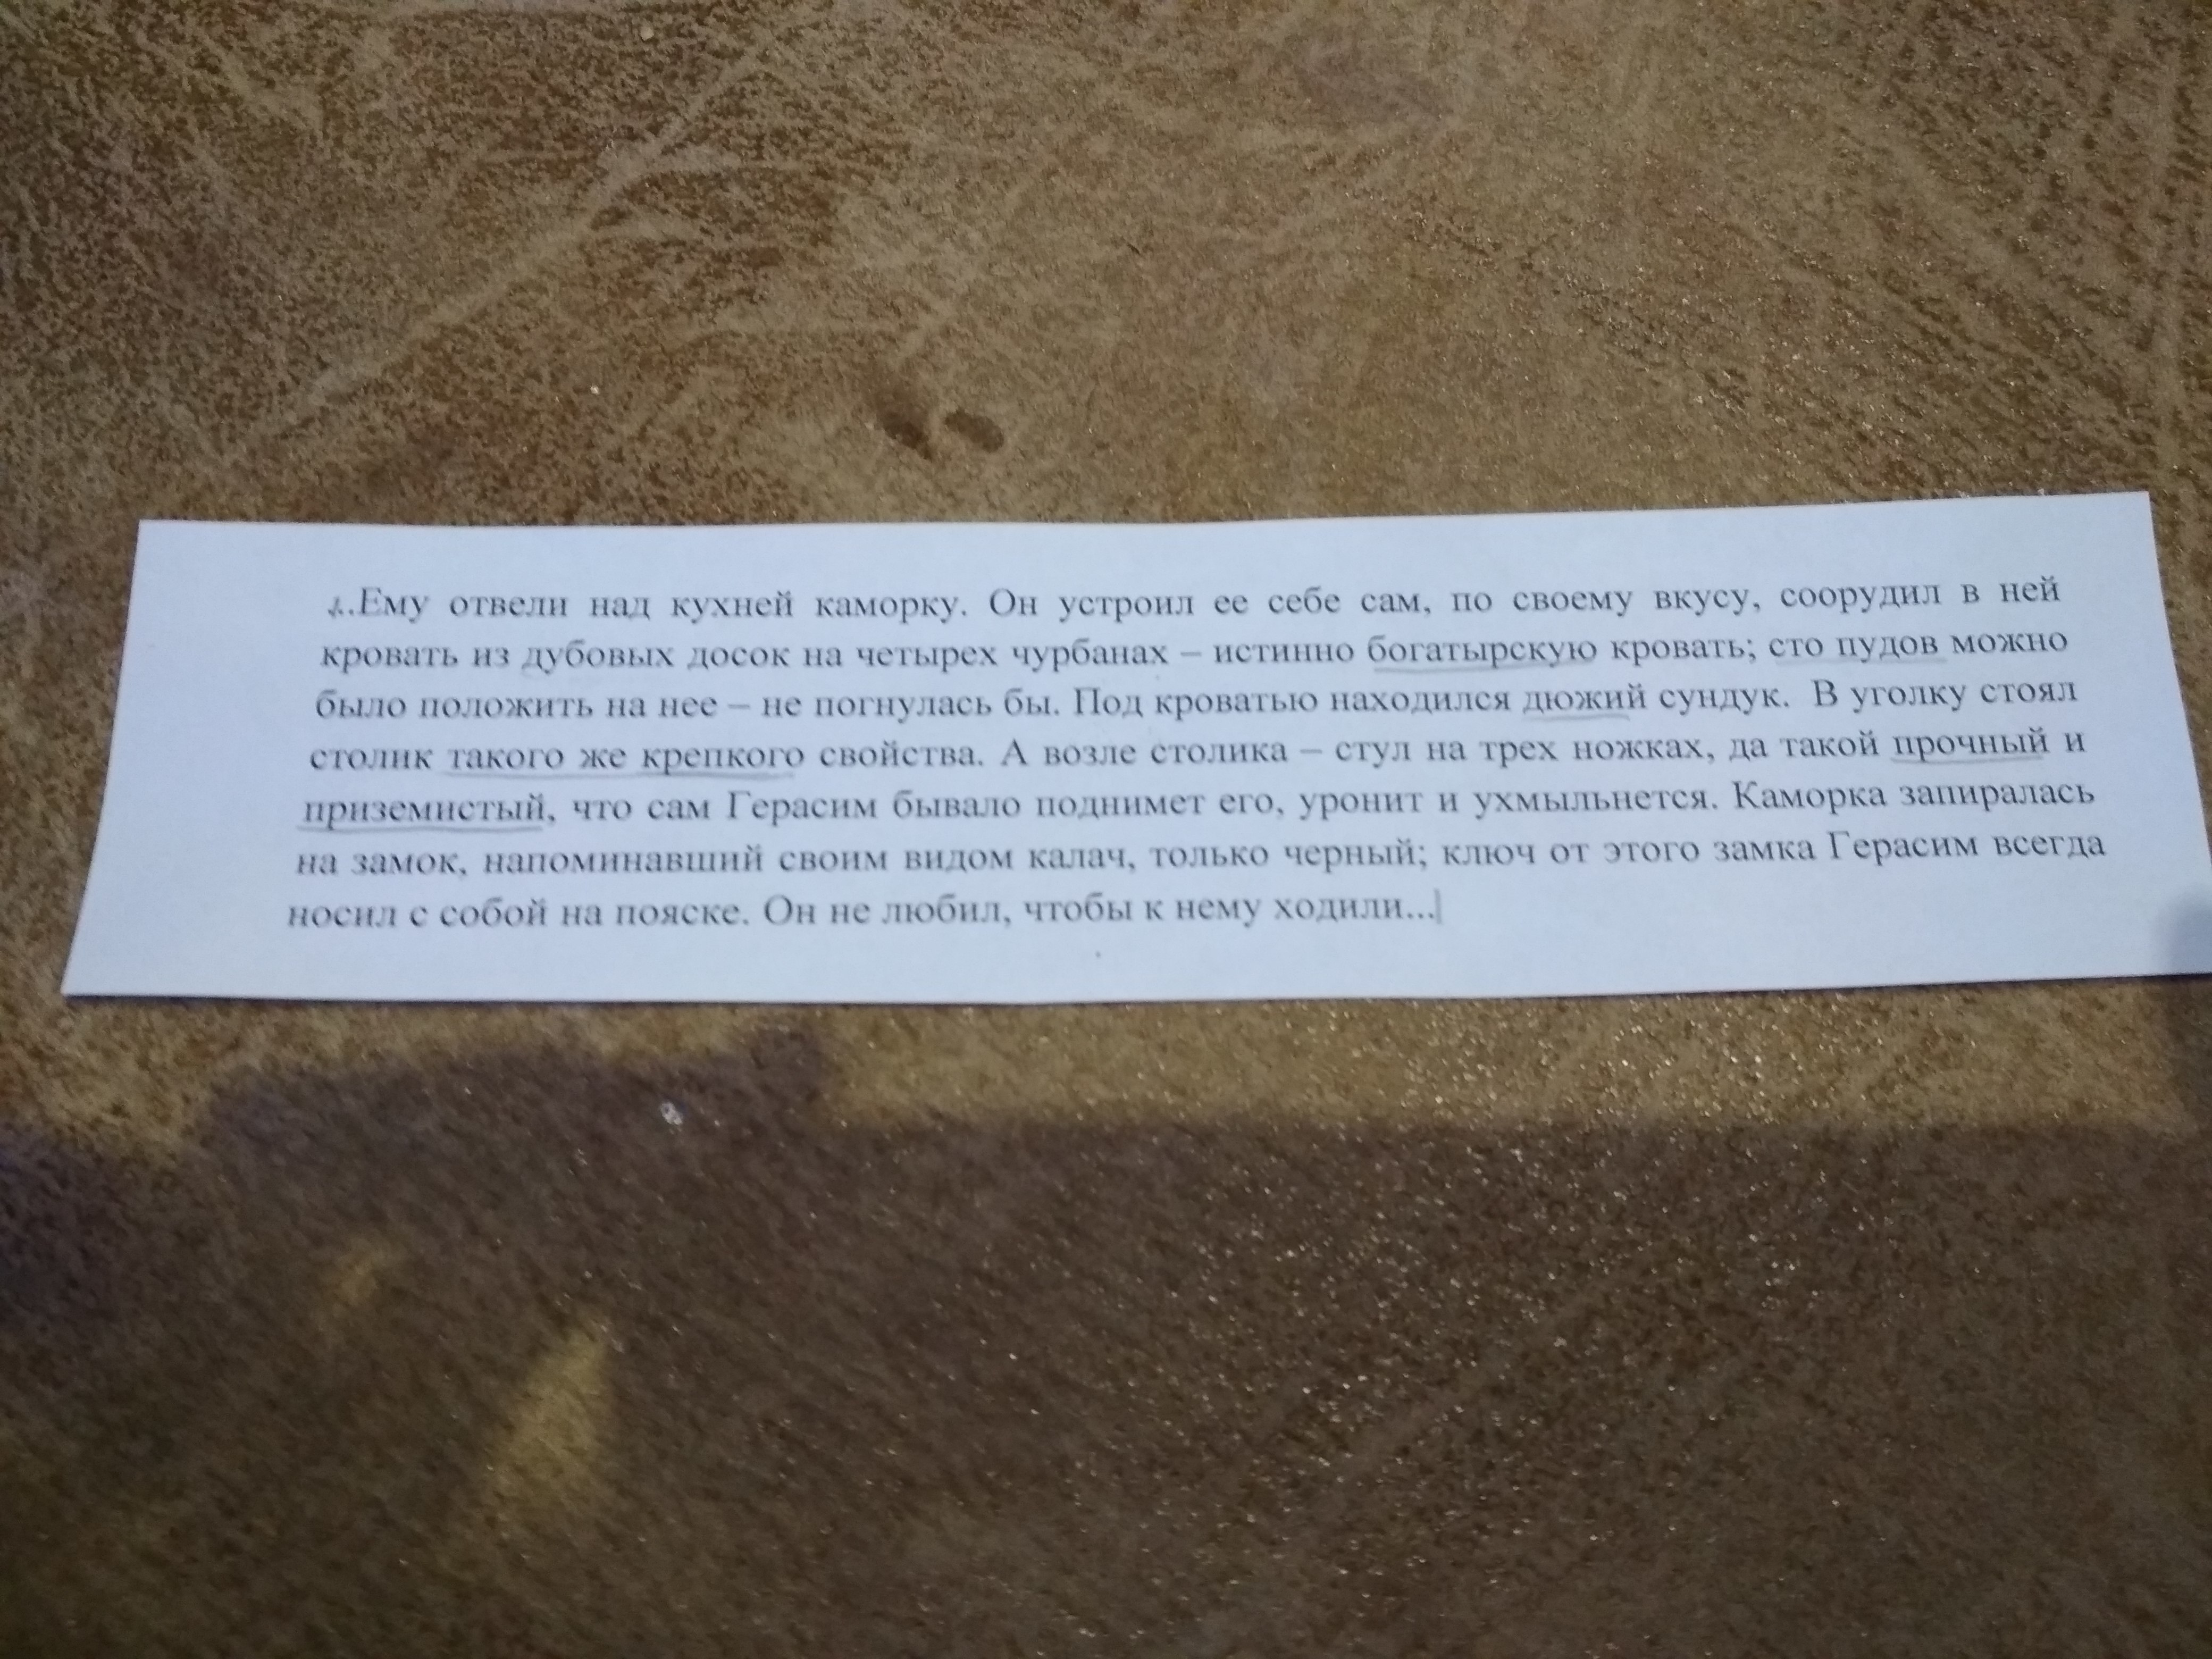 ...Ему отвели над кухней каморку. Он устроил ее себе сам, по своему вкусу, соорудил в ней
кровать из дубовых досок на четырех чурбанах – истинно богатырскую кровать; сто пудов можно
было положить на нее – не погнулась бы. Под кроватью находился дюжий сундук. В уголку стоял
столик такого же крепкого свойства. А возле столика – стул на трех ножках, да такой прочный и
приземистый, что сам Герасим бывало поднимет его, уронит и ухмыльнется. Каморка запиралась
на замок, напоминавший своим видом калач, только черный; ключ от этого замка Герасим всегда
носил с собой на пояске. Он не любил, чтобы к нему ходили...